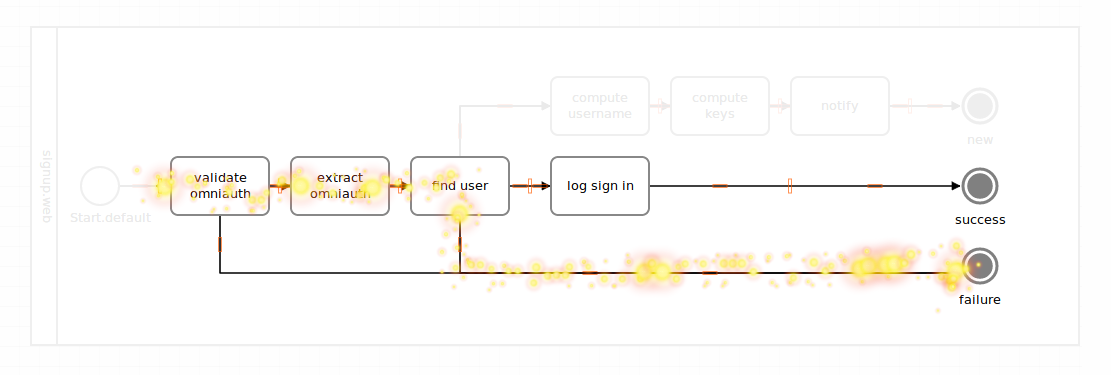 signup.web
Start.default
validate
omniauth
extract
omniauth
find user
log sign in
compute
username
compute
keys
notify
new
success
failure